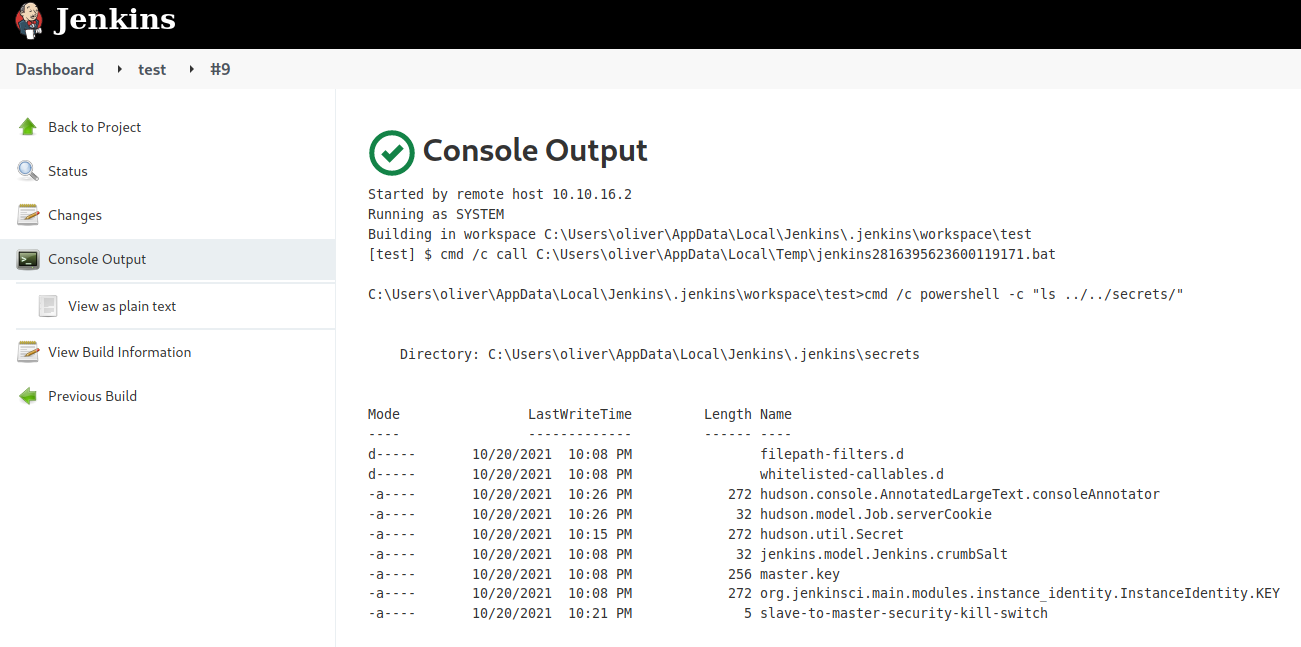 Jenkins
Dashboard test #9
Back to Project
Status
Changes
Console Output
View as plain text
View Build Information
Previous Build
Console Output
Started by remote host 10.10.16.2
Running as SYSTEM
Building in workspace C:\Users\oliver\AppData\Local\Jenkins\.jenkins\workspace\test
[test] $ cmd /c call C:\Users\oliver\AppData\Local\Temp\jenkins2816395623600119171.bat
C:\Users\oliver\AppData\Local\Jenkins\.jenkins\workspace\test>cmd /c powershell -c "ls ../../secrets/"
Directory: C:\Users\oliver\AppData\Local\Jenkins\.jenkins\secrets
Mode LastWriteTime Length Name
---- ------------- ------ ----
d----- 10/20/2021 10:08 PM filepath-filters.d
d----- 10/20/2021 10:08 PM whitelisted-callables.d
-a---- 10/20/2021 10:26 PM 272 hudson.console.AnnotatedLargeText.consoleAnnotator
-a---- 10/20/2021 10:26 PM 32 hudson.model.Job.serverCookie
-a---- 10/20/2021 10:15 PM 272 hudson.util.Secret
-a---- 10/20/2021 10:08 PM 32 jenkins.model.Jenkins.crumbSalt
-a---- 10/20/2021 10:08 PM 256 master.key
-a---- 10/20/2021 10:08 PM 272 org.jenkinsci.main.modules.instance_identity.InstanceIdentity.KEY
-a---- 10/20/2021 10:21 PM 5 slave-to-master-security-kill-switch